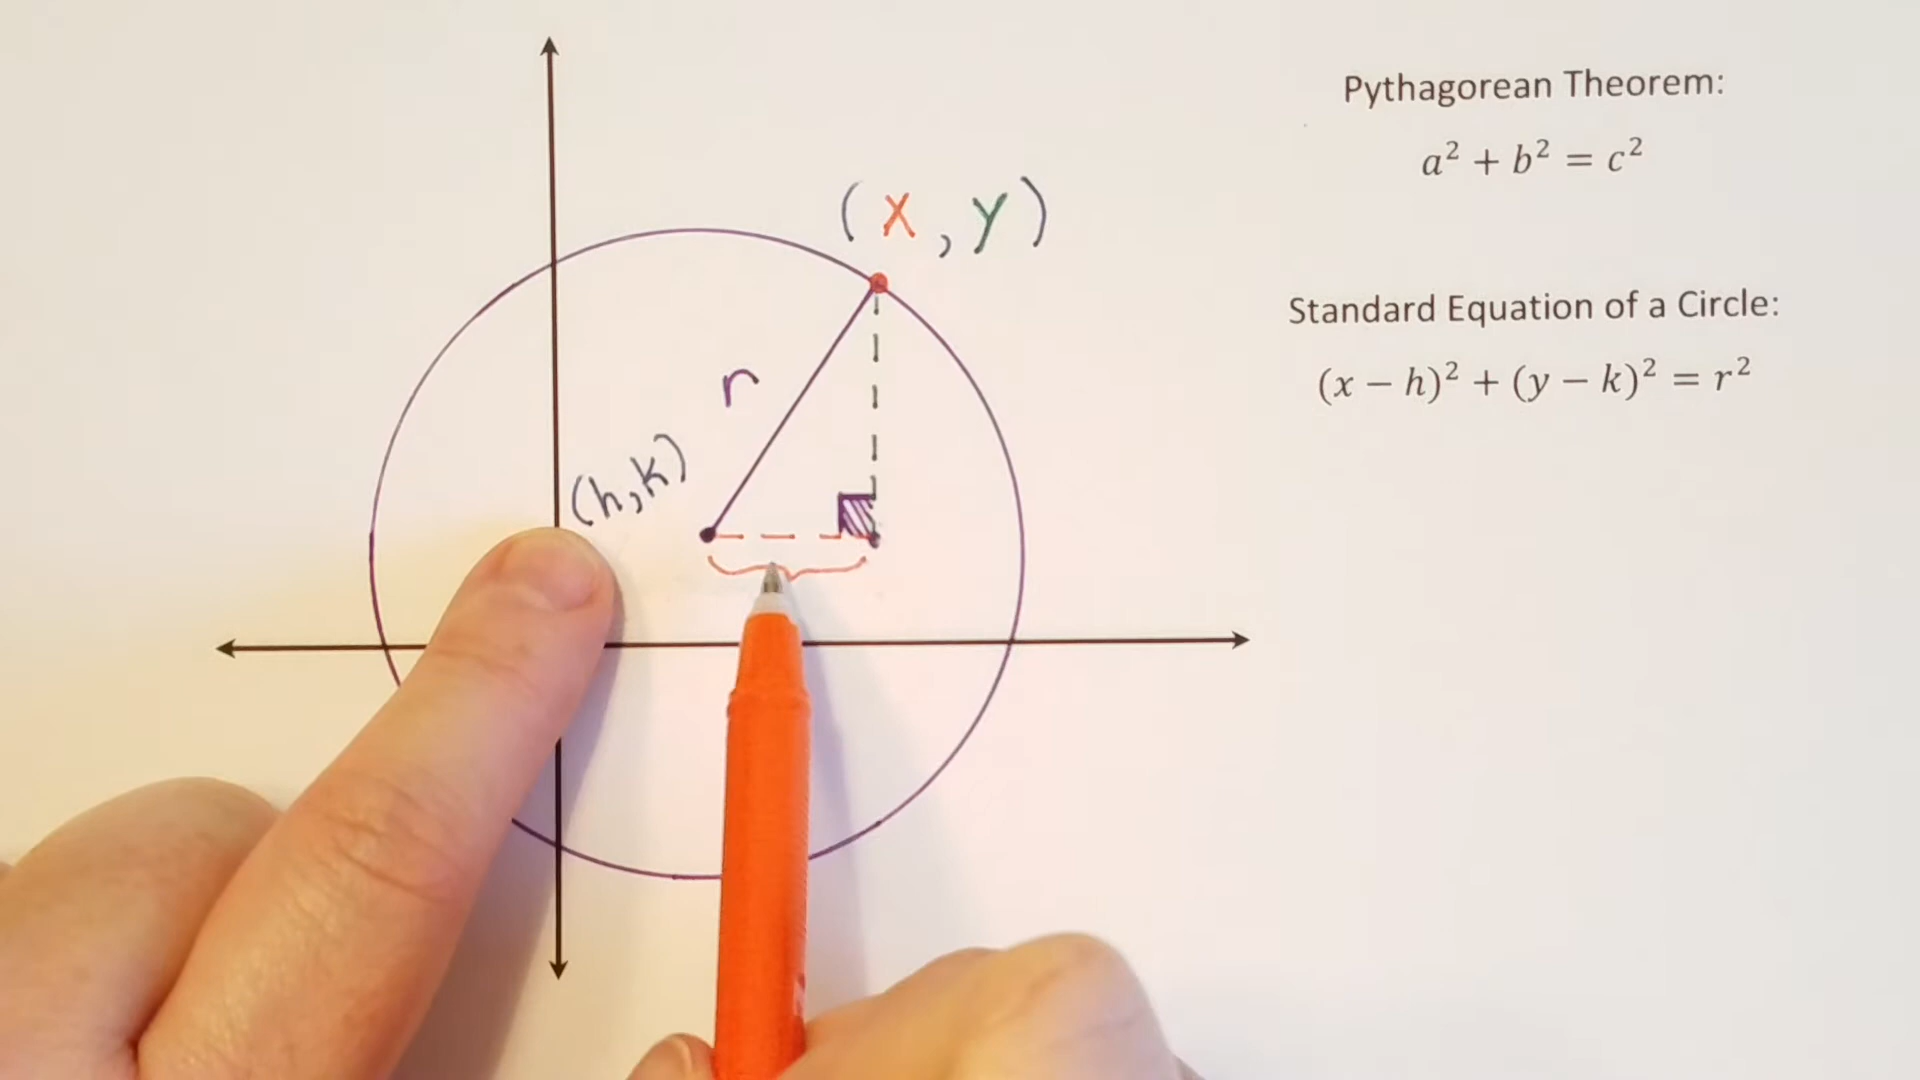 Pythagorean Theorem:
a² + b² = c²
(x, y)
Standard Equation of a Circle:
(x − h)² + (y − k)² = r²
r
(h,k)